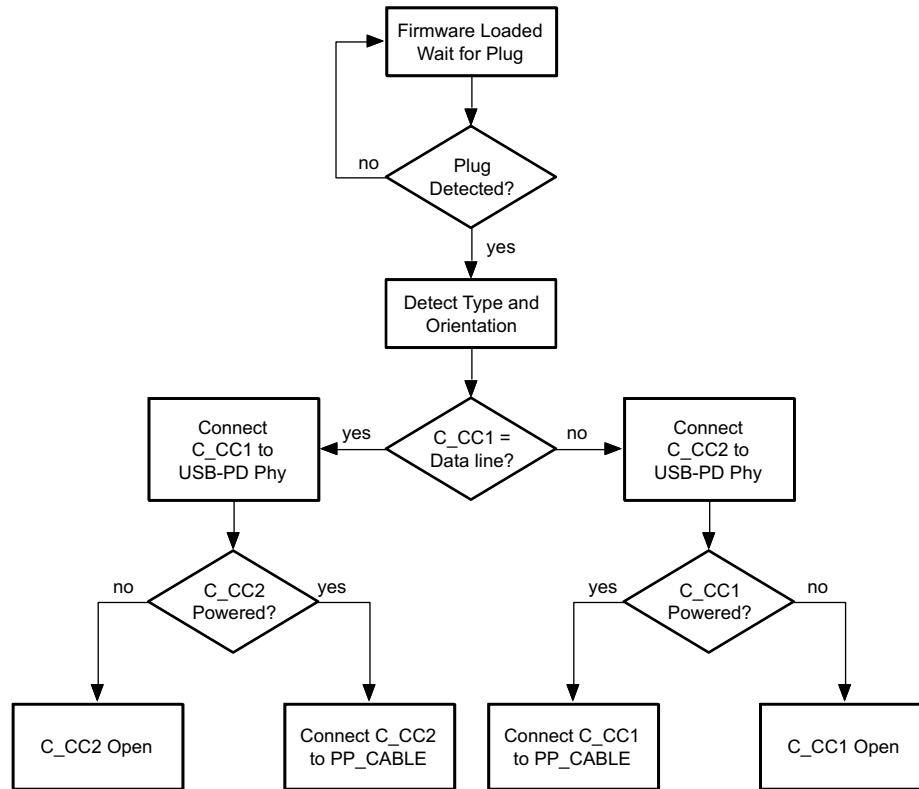 Firmware Loaded
Wait for Plug
no
Plug
Detected?
yes
Detect Type and
Orientation
Connect
C_CC1 to
USB-PD Phy
yes
C_CC1 =
Data line?
no
Connect
C_CC2 to
USB-PD Phy
no
C_CC2
Powered?
yes
yes
C_CC1
Powered?
no
C_CC2 Open
Connect C_CC2
to PP_CABLE
Connect C_CC1
to PP_CABLE
C_CC1 Open